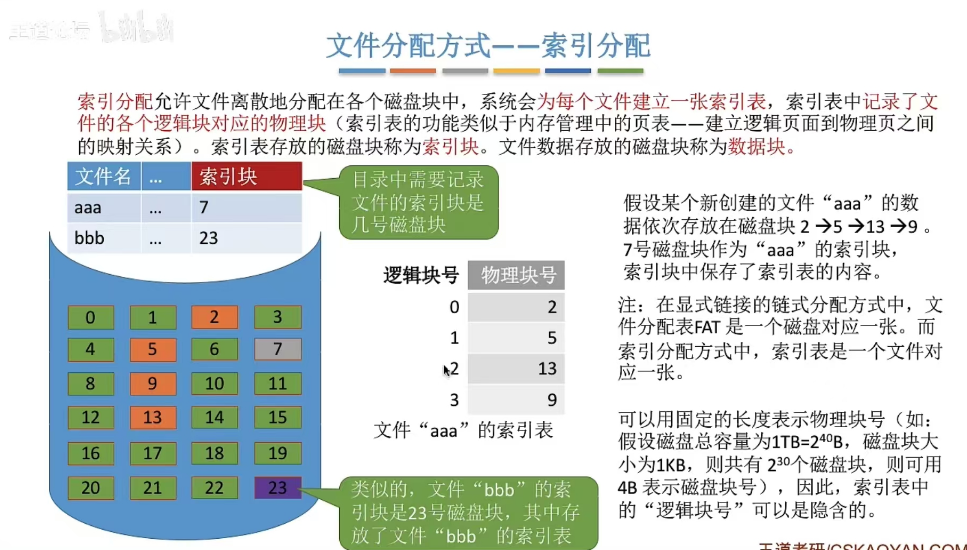 王道论坛 bilibili
文件分配方式——索引分配
索引分配允许文件离散地分配在各个磁盘块中，系统会为每个文件建立一张索引表，索引表中记录了文
件的各个逻辑块对应的物理块（索引表的功能类似于内存管理中的页表——建立逻辑页面到物理页之间
的映射关系）。索引表存放的磁盘块称为索引块。文件数据存放的磁盘块称为数据块。
文件名 ... 索引块
aaa ... 7
bbb ... 23
目录中需要记录
文件的索引块是
几号磁盘块
0 1 2 3
4 5 6 7
8 9 10 11
12 13 14 15
16 17 18 19
20 21 22 23
逻辑块号 物理块号
0 2
1 5
2 13
3 9
文件“aaa”的索引表
类似的，文件“bbb”的索
引块是23号磁盘块，其中存
放了文件“bbb”的索引表
假设某个新创建的文件“aaa”的数
据依次存放在磁盘块 2 →5 →13 →9 。
7号磁盘块作为“aaa”的索引块，
索引块中保存了索引表的内容。
注：在显式链接的链式分配方式中，文
件分配表FAT 是一个磁盘对应一张。而
索引分配方式中，索引表是一个文件对
应一张。
可以用固定的长度表示物理块号（如：
假设磁盘总容量为1TB=2⁴⁰B，磁盘块大
小为1KB，则共有 2³⁰个磁盘块，则可用
4B 表示磁盘块号），因此，索引表中
的“逻辑块号”可以是隐含的。
王道考研/CSKAOYAN.COM